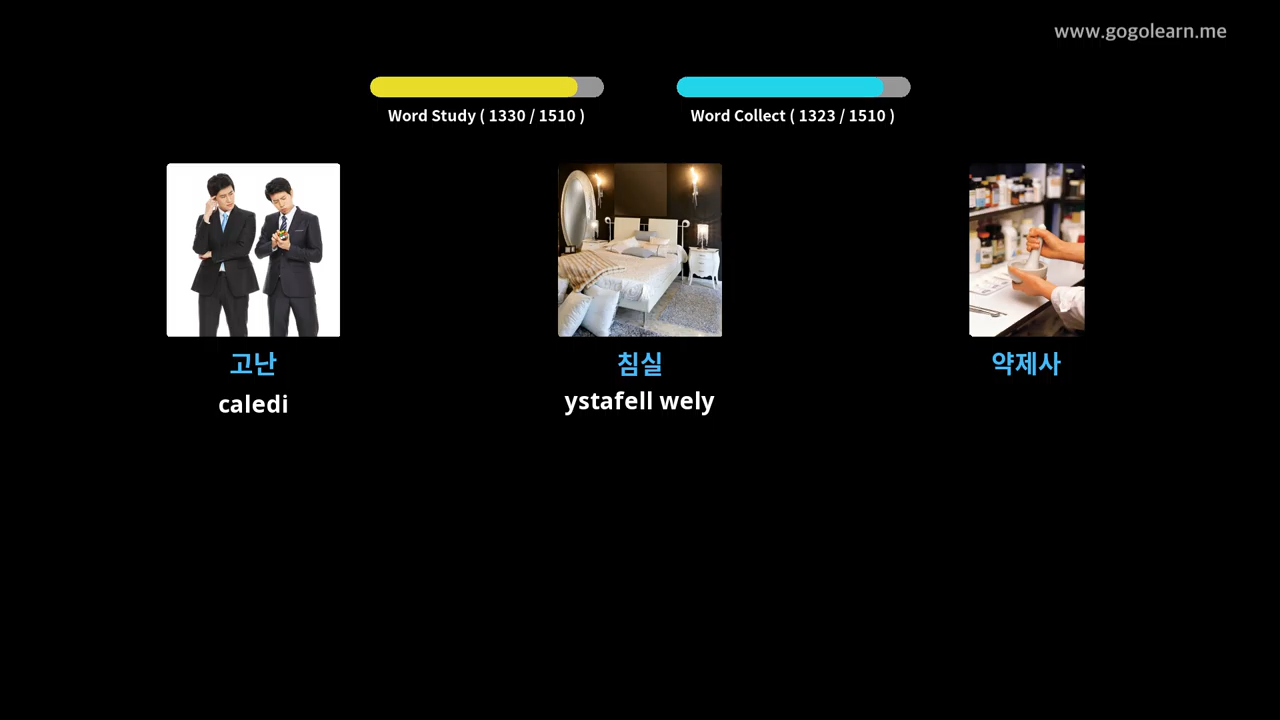 www.gogolearn.me
Word Study ( 1330 / 1510 )
Word Collect ( 1323 / 1510 )
고난
침실
약제사
caledi
ystafell wely